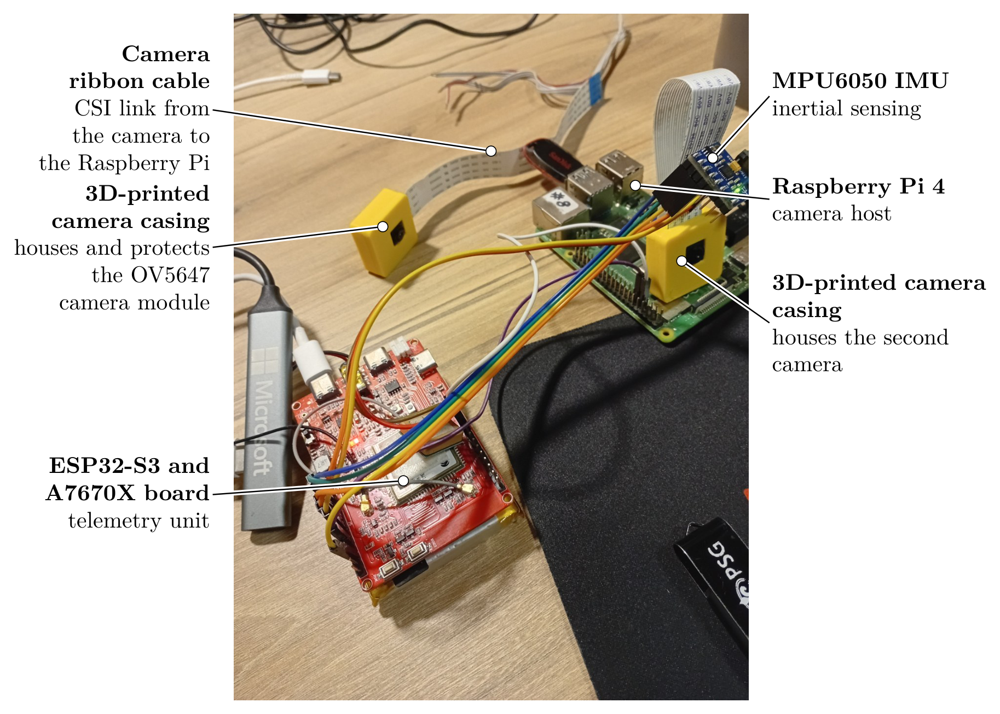 Camera
ribbon cable
CSI link from
the camera to
the Raspberry Pi
3D-printed
camera casing
houses and protects
the OV5647
camera module
ESP32-S3 and
A7670X board
telemetry unit
MPU6050 IMU
inertial sensing
Raspberry Pi 4
camera host
3D-printed camera
casing
houses the second
camera
SanDisk
#8
Microsoft
PSG